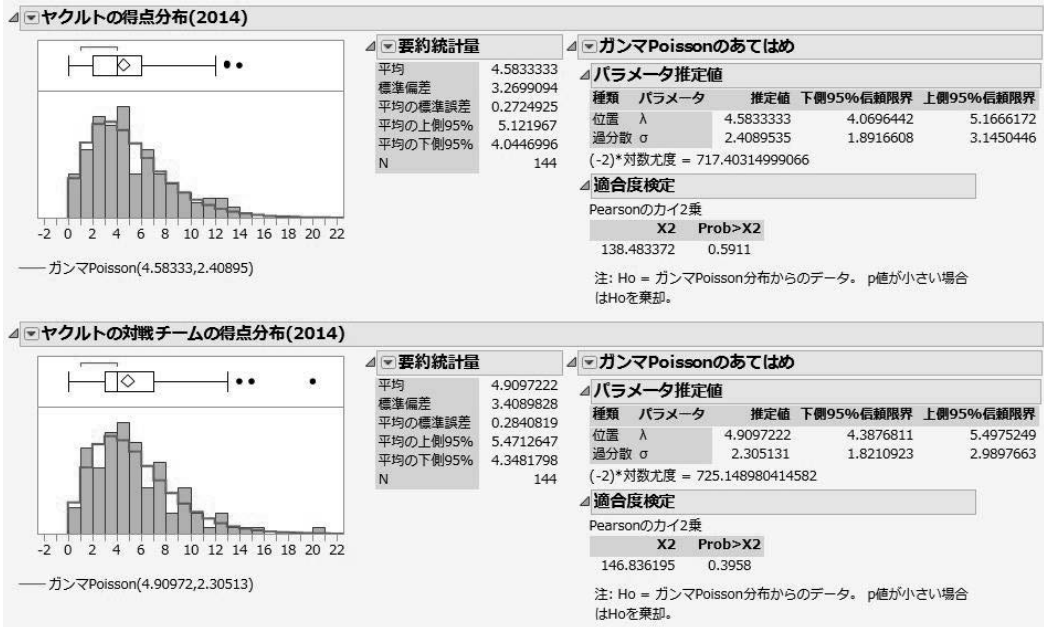 ヤクルトの得点分布(2014)
-2 0 2 4 6 8 10 12 14 16 18 20 22
ガンマPoisson(4.58333,2.40895)
要約統計量
平均 4.5833333
標準偏差 3.2699094
平均の標準誤差 0.2724925
平均の上側95% 5.121967
平均の下側95% 4.0446996
N 144
ガンマPoissonのあてはめ
パラメータ推定値
種類 パラメータ 推定値 下側95%信頼限界 上側95%信頼限界
位置 λ 4.5833333 4.0696442 5.1666172
過分散 σ 2.4089535 1.8916608 3.1450446
(-2)*対数尤度 = 717.40314999066
適合度検定
Pearsonのカイ2乗
X2 Prob>X2
138.483372 0.5911
注: Ho = ガンマPoisson分布からのデータ。 p値が小さい場合
はHoを棄却。
ヤクルトの対戦チームの得点分布(2014)
-2 0 2 4 6 8 10 12 14 16 18 20 22
ガンマPoisson(4.90972,2.30513)
要約統計量
平均 4.9097222
標準偏差 3.4089828
平均の標準誤差 0.2840819
平均の上側95% 5.4712647
平均の下側95% 4.3481798
N 144
ガンマPoissonのあてはめ
パラメータ推定値
種類 パラメータ 推定値 下側95%信頼限界 上側95%信頼限界
位置 λ 4.9097222 4.3876811 5.4975249
過分散 σ 2.305131 1.8210923 2.9897663
(-2)*対数尤度 = 725.148980414582
適合度検定
Pearsonのカイ2乗
X2 Prob>X2
146.836195 0.3958
注: Ho = ガンマPoisson分布からのデータ。 p値が小さい場合
はHoを棄却。